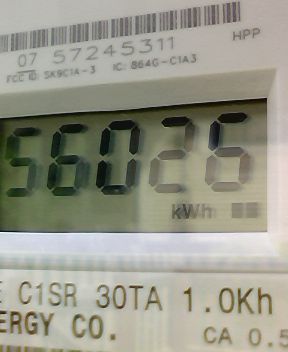 HPP
07 57245311
FCC ID: SK9C1A-3 IC: 864G-C1A3
56026
kWh
C1SR 30TA 1.0Kh
ERGY CO.
CA 0.5